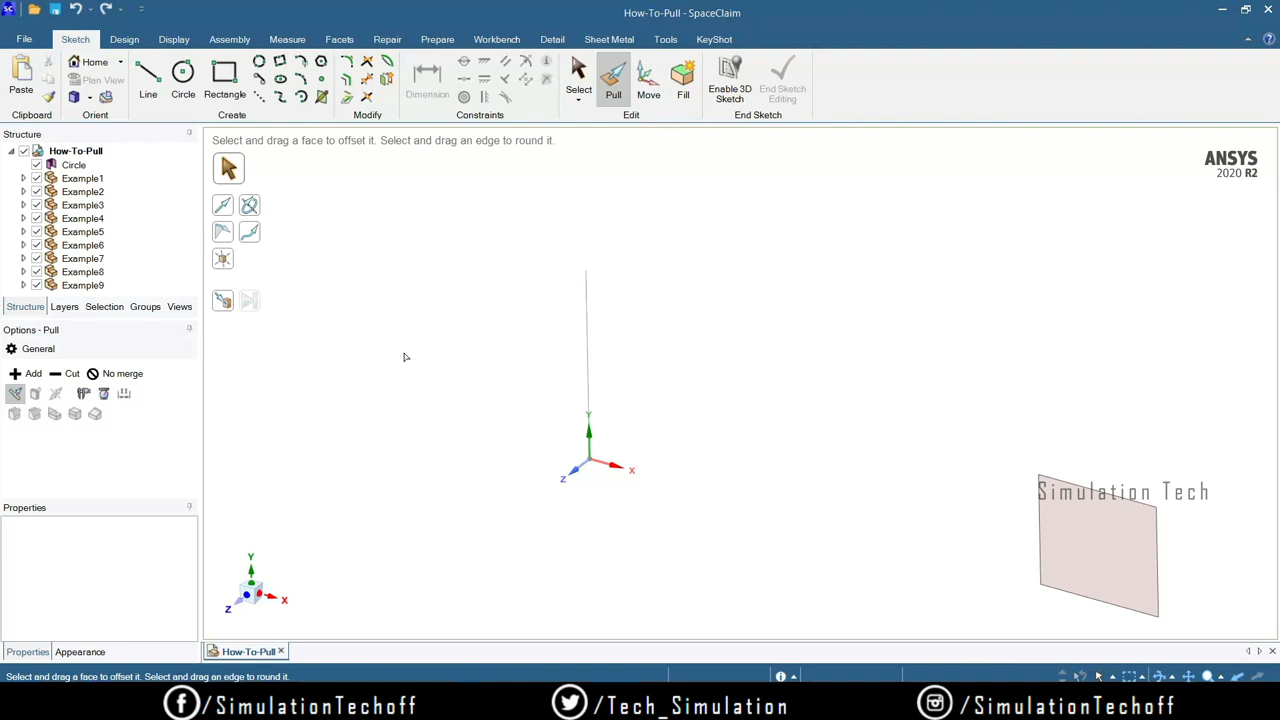 How-To-Pull - SpaceClaim
File Sketch Design Display Assembly Measure Facets Repair Prepare Workbench Detail Sheet Metal Tools KeyShot
Paste
Clipboard
Home
Plan View
Orient
Line Circle Rectangle
Create
Modify
Dimension
Constraints
Select Pull Move Fill
Edit
Enable 3D Sketch
End Sketch Editing
End Sketch
Structure
How-To-Pull
Circle
Example1
Example2
Example3
Example4
Example5
Example6
Example7
Example8
Example9
Structure Layers Selection Groups Views
Options - Pull
General
Add Cut No merge
Properties
Properties Appearance
Select and drag a face to offset it. Select and drag an edge to round it.
ANSYS
2020 R2
Y
X
Z
Y
X
Z
Simulation Tech
How-To-Pull
Select and drag a face to offset it. Select and drag an edge to round it.
/SimulationTechoff /Tech_Simulation /SimulationTechoff